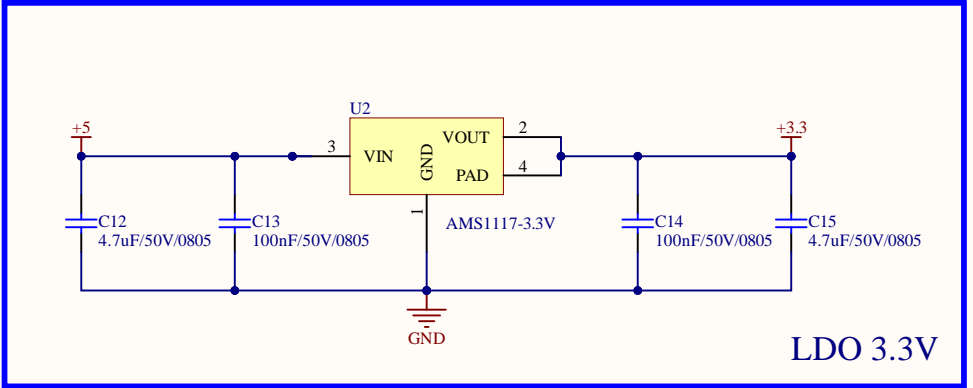 U2
+5
+3.3
3
VIN
GND
VOUT
2
PAD
4
1
AMS1117-3.3V
C12
4.7uF/50V/0805
C13
100nF/50V/0805
C14
100nF/50V/0805
C15
4.7uF/50V/0805
GND
LDO 3.3V